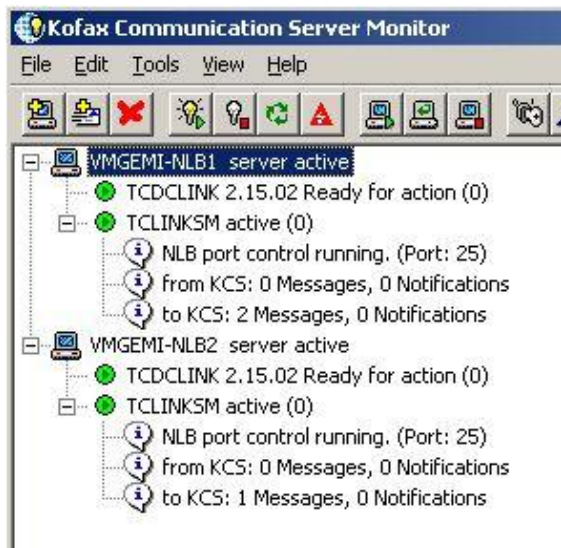 Kofax Communication Server Monitor
File Edit Tools View Help
VMGEMI-NLB1 server active
TCDCLINK 2.15.02 Ready for action (0)
TCLINKSM active (0)
NLB port control running. (Port: 25)
from KCS: 0 Messages, 0 Notifications
to KCS: 2 Messages, 0 Notifications
VMGEMI-NLB2 server active
TCDCLINK 2.15.02 Ready for action (0)
TCLINKSM active (0)
NLB port control running. (Port: 25)
from KCS: 0 Messages, 0 Notifications
to KCS: 1 Messages, 0 Notifications